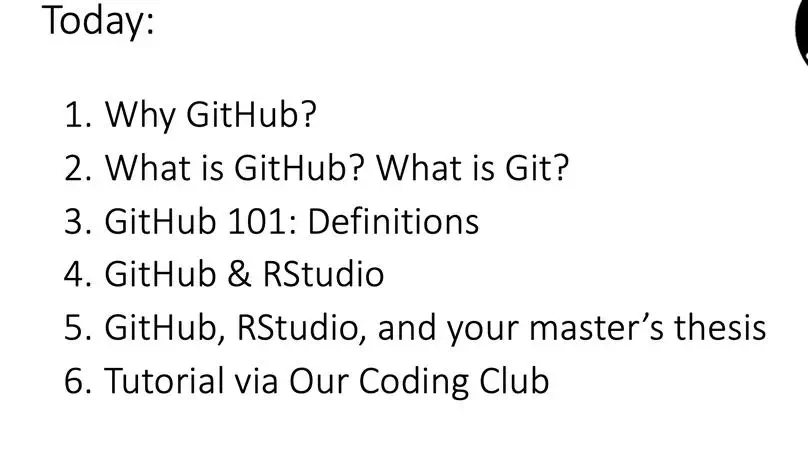 Today:
1. Why GitHub?
2. What is GitHub? What is Git?
3. GitHub 101: Definitions
4. GitHub & RStudio
5. GitHub, RStudio, and your master’s thesis
6. Tutorial via Our Coding Club